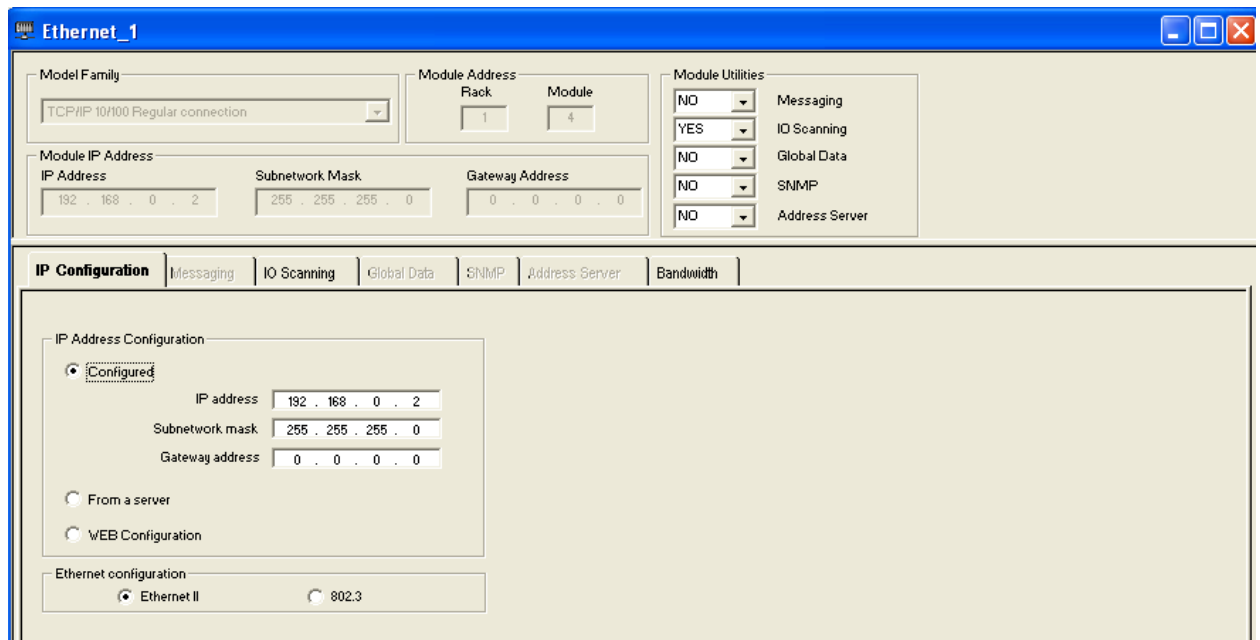 Ethernet_1
Model Family
TCP/IP 10/100 Regular connection
Module Address
Rack Module
1 4
Module IP Address
IP Address Subnetwork Mask Gateway Address
192 . 168 . 0 . 2 255 . 255 . 255 . 0 0 . 0 . 0 . 0
Module Utilities
NO Messaging
YES IO Scanning
NO Global Data
NO SNMP
NO Address Server
IP Configuration Messaging IO Scanning Global Data SNMP Address Server Bandwidth
IP Address Configuration
Configured
IP address 192 . 168 . 0 . 2
Subnetwork mask 255 . 255 . 255 . 0
Gateway address 0 . 0 . 0 . 0
From a server
WEB Configuration
Ethernet configuration
Ethernet II 802.3